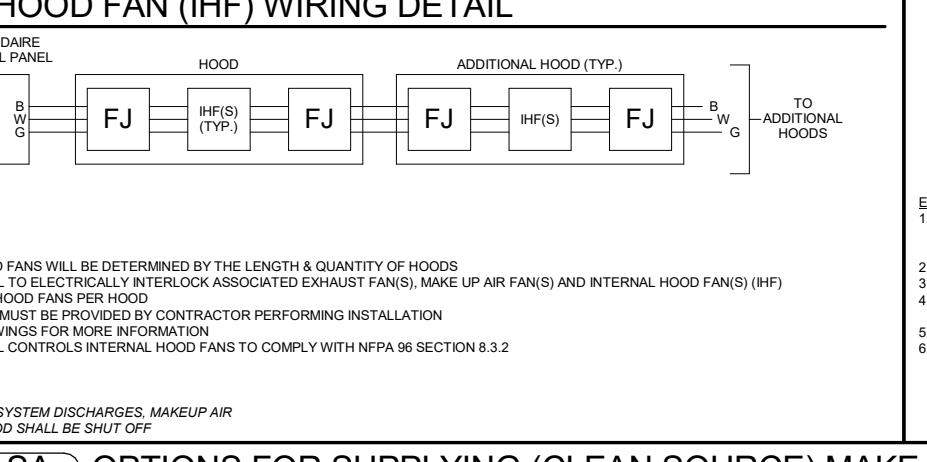 HOOD FAN (IHF) WIRING DETAIL
DAIRE
L PANEL
HOOD
ADDITIONAL HOOD (TYP.)
B
W
G
FJ
IHF(S)
(TYP.)
FJ
FJ
IHF(S)
FJ
B
W
G
TO
ADDITIONAL
HOODS
E
1
O FANS WILL BE DETERMINED BY THE LENGTH & QUANTITY OF HOODS
L TO ELECTRICALLY INTERLOCK ASSOCIATED EXHAUST FAN(S), MAKE UP AIR FAN(S) AND INTERNAL HOOD FAN(S) (IHF)
HOOD FANS PER HOOD
MUST BE PROVIDED BY CONTRACTOR PERFORMING INSTALLATION
WINGS FOR MORE INFORMATION
L CONTROLS INTERNAL HOOD FANS TO COMPLY WITH NFPA 96 SECTION 8.3.2
2
3
4
5
6
SYSTEM DISCHARGES, MAKEUP AIR
OD SHALL BE SHUT OFF
SA OPTIONS FOR SUPPLYING (CLEAN SOURCE) MAKE